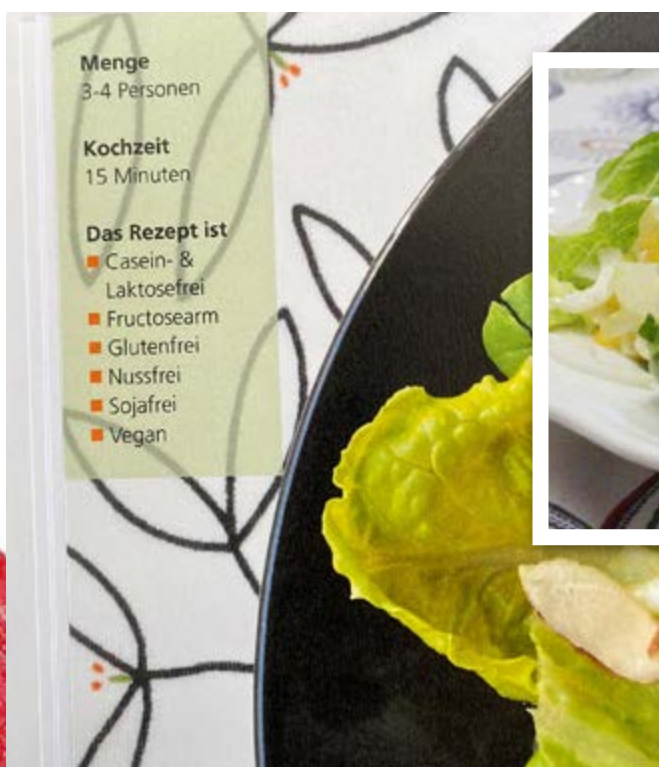 Menge
3-4 Personen
Kochzeit
15 Minuten
Das Rezept ist
Casein- &
Laktosefrei
Fructosearm
Glutenfrei
Nussfrei
Sojafrei
Vegan